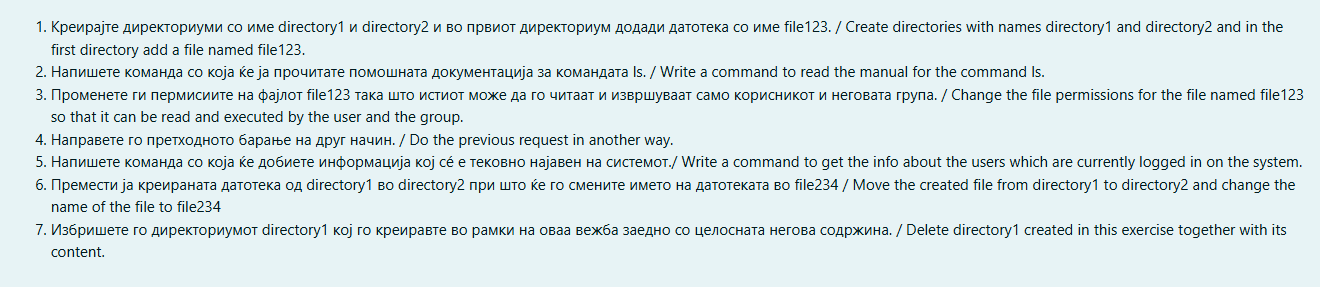 1. Креирајте директориуми со име directory1 и directory2 и во првиот директориум додади датотека со име file123. / Create directories with names directory1 and directory2 and in the
first directory add a file named file123.
2. Напишете команда со која ќе ја прочитате помошната документација за командата ls. / Write a command to read the manual for the command ls.
3. Променете ги пермисиите на фајлот file123 така што истиот може да го читаат и извршуваат само корисникот и неговата група. / Change the file permissions for the file named file123
so that it can be read and executed by the user and the group.
4. Направете го претходното барање на друг начин. / Do the previous request in another way.
5. Напишете команда со која ќе добиете информација кој сé е тековно најавен на системот./ Write a command to get the info about the users which are currently logged in on the system.
6. Премести ја креираната датотека од directory1 во directory2 при што ќе го смените името на датотеката во file234 / Move the created file from directory1 to directory2 and change the
name of the file to file234
7. Избришете го директориумот directory1 кој го креиравте во рамки на оваа вежба заедно со целосната негова содржина. / Delete directory1 created in this exercise together with its
content.